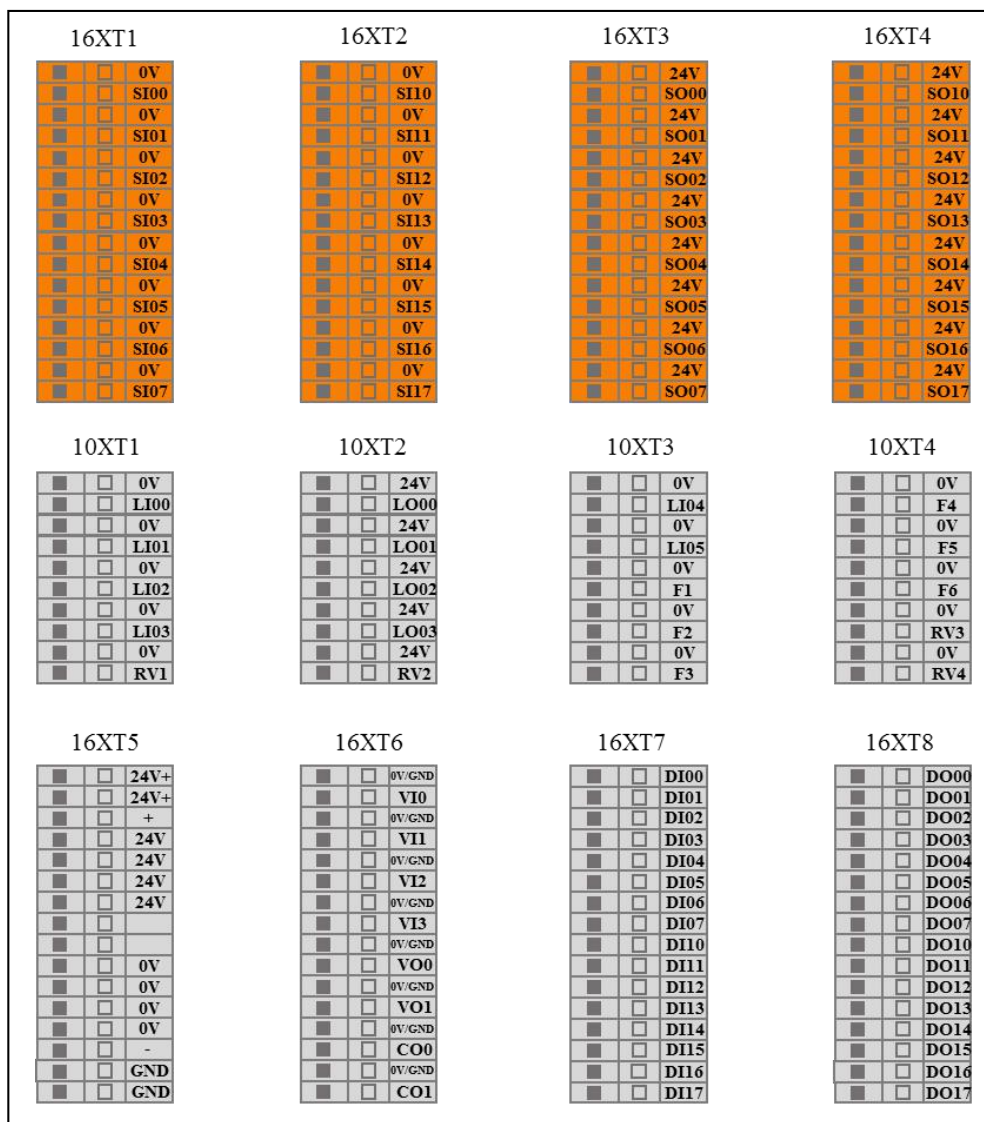 16XT1
0V
SI00
0V
SI01
0V
SI02
0V
SI03
0V
SI04
0V
SI05
0V
SI06
0V
SI07
16XT2
0V
SI10
0V
SI11
0V
SI12
0V
SI13
0V
SI14
0V
SI15
0V
SI16
0V
SI17
16XT3
24V
SO00
24V
SO01
24V
SO02
24V
SO03
24V
SO04
24V
SO05
24V
SO06
24V
SO07
16XT4
24V
SO10
24V
SO11
24V
SO12
24V
SO13
24V
SO14
24V
SO15
24V
SO16
24V
SO17
10XT1
0V
LI00
0V
LI01
0V
LI02
0V
LI03
0V
RV1
10XT2
24V
LO00
24V
LO01
24V
LO02
24V
LO03
24V
RV2
10XT3
0V
LI04
0V
LI05
0V
F1
0V
F2
0V
F3
10XT4
0V
F4
0V
F5
0V
F6
0V
RV3
0V
RV4
16XT5
24V+
24V+
+
24V
24V
24V
24V
0V
0V
0V
0V
-
GND
GND
16XT6
0V/GND
VI0
0V/GND
VI1
0V/GND
VI2
0V/GND
VI3
0V/GND
VO0
0V/GND
VO1
0V/GND
CO0
0V/GND
CO1
16XT7
DI00
DI01
DI02
DI03
DI04
DI05
DI06
DI07
DI10
DI11
DI12
DI13
DI14
DI15
DI16
DI17
16XT8
DO00
DO01
DO02
DO03
DO04
DO05
DO06
DO07
DO10
DO11
DO12
DO13
DO14
DO15
DO16
DO17